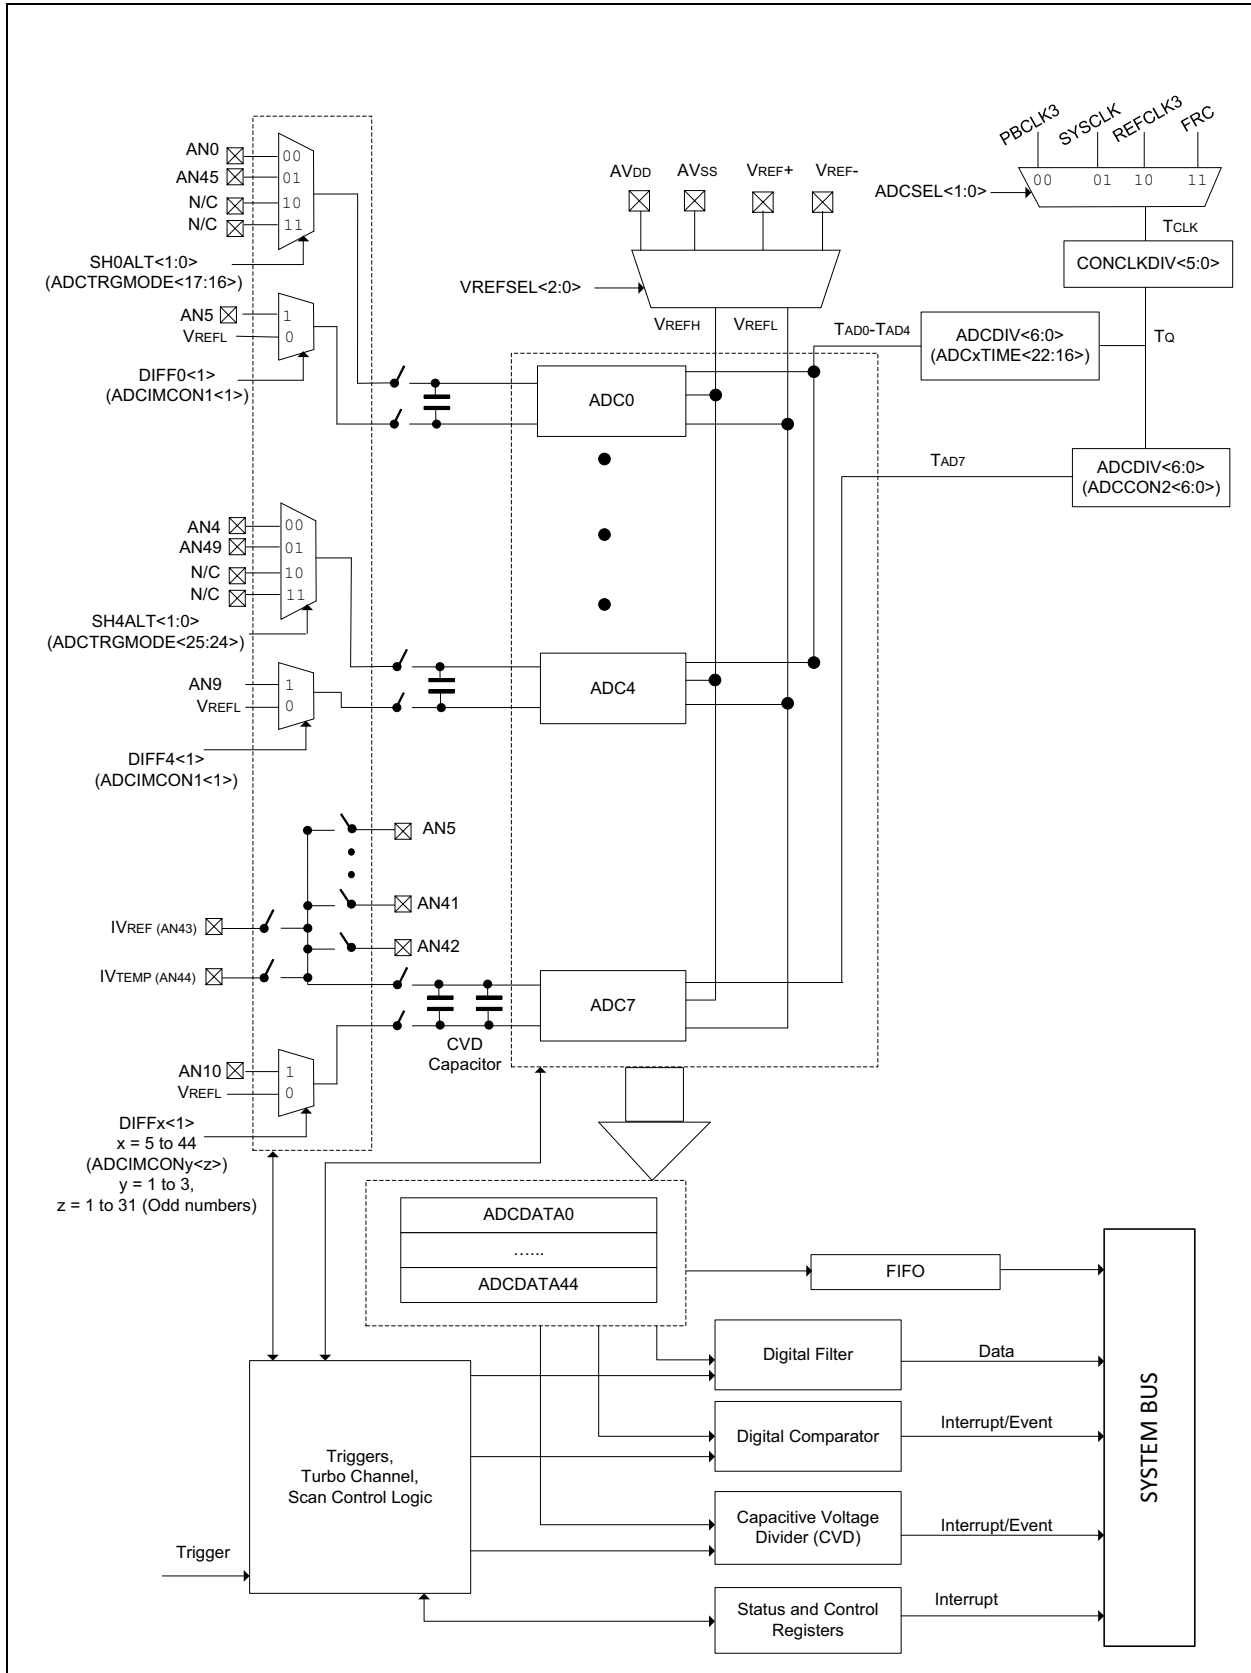 PBCLK3
SYSCLK
REFCLK3
FRC
00 01 10 11
ADCSEL<1:0>
TCLK
CONCLKDIV<5:0>
TQ
AVDD AVSS VREF+ VREF-
VREFSEL<2:0>
VREFH VREFL
TAD0-TAD4
ADCDIV<6:0>
(ADCxTIME<22:16>)
TAD7
ADCDIV<6:0>
(ADCCON2<6:0>)
AN0 00
AN45 01
N/C 10
N/C 11
SH0ALT<1:0>
(ADCTRGMODE<17:16>)
AN5 1
VREFL 0
DIFF0<1>
(ADCIMCON1<1>)
ADC0
AN4 00
AN49 01
N/C 10
N/C 11
SH4ALT<1:0>
(ADCTRGMODE<25:24>)
AN9 1
VREFL 0
DIFF4<1>
(ADCIMCON1<1>)
ADC4
AN5
AN41
AN42
IVREF (AN43)
IVTEMP (AN44)
ADC7
CVD
Capacitor
AN10 1
VREFL 0
DIFFx<1>
x = 5 to 44
(ADCIMCONy<z>)
y = 1 to 3,
z = 1 to 31 (Odd numbers)
ADCDATA0
......
ADCDATA44
FIFO
Digital Filter
Data
Digital Comparator
Interrupt/Event
Capacitive Voltage
Divider (CVD)
Interrupt/Event
Status and Control
Registers
Interrupt
Triggers,
Turbo Channel,
Scan Control Logic
Trigger
SYSTEM BUS